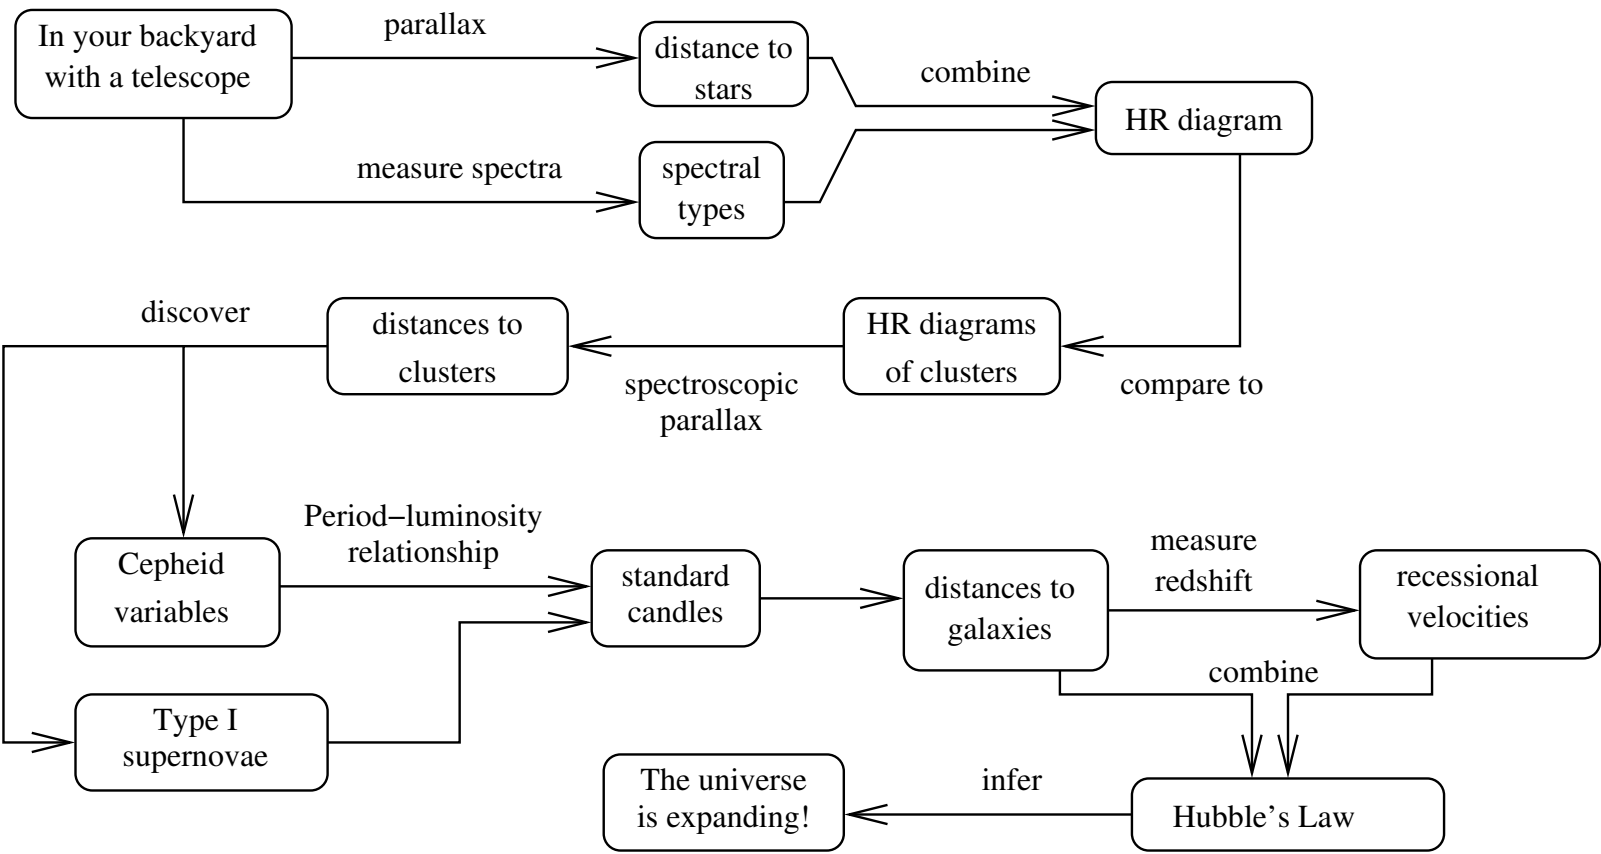 In your backyard
with a telescope
parallax
distance to
stars
combine
HR diagram
measure spectra
spectral
types
discover
distances to
clusters
spectroscopic
parallax
HR diagrams
of clusters
compare to
Cepheid
variables
Period−luminosity
relationship
standard
candles
distances to
galaxies
measure
redshift
recessional
velocities
combine
Type I
supernovae
The universe
is expanding!
infer
Hubble's Law